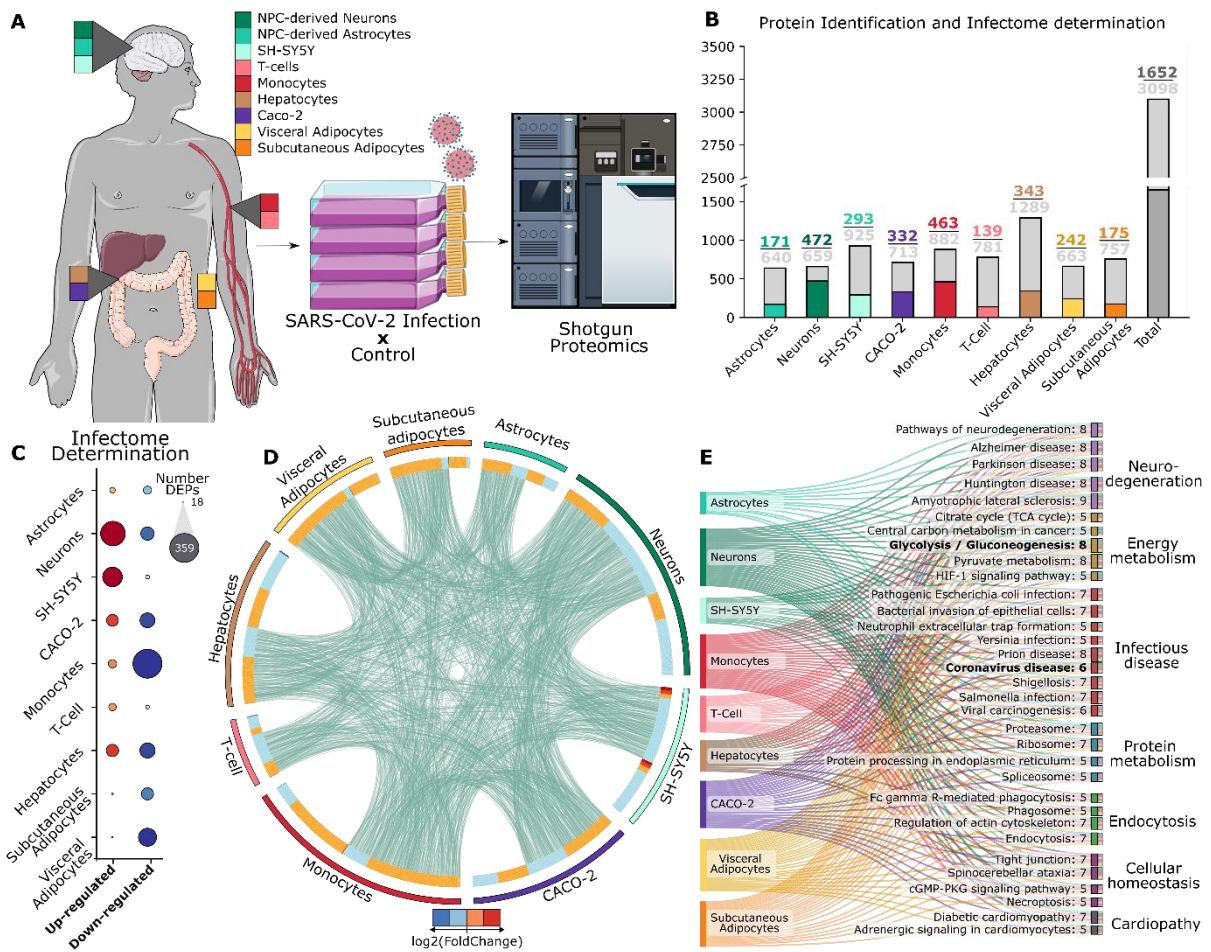 A
NPC-derived Neurons
NPC-derived Astrocytes
SH-SY5Y
T-cells
Monocytes
Hepatocytes
Caco-2
Visceral Adipocytes
Subcutaneous Adipocytes
SARS-CoV-2 Infection
x
Control
Shotgun
Proteomics
B
Protein Identification and Infectome determination
3500
3250
3000
2750
2500
1500
1000
500
0
171
640
472
659
293
925
332
713
463
882
139
781
343
1289
242
663
175
757
1652
3098
Astrocytes
Neurons
SH-SY5Y
CACO-2
Monocytes
T-Cell
Hepatocytes
Visceral Adipocytes
Subcutaneous
Adipocytes
Total
C
Infectome
Determination
Number
DEPs
18
359
Astrocytes
Neurons
SH-SY5Y
CACO-2
Monocytes
T-Cell
Hepatocytes
Subcutaneous
Adipocytes
Visceral
Adipocytes
Up-regulated
Down-regulated
D
Subcutaneous
adipocytes
Astrocytes
Neurons
SH-SY5Y
CACO-2
Monocytes
T-cell
Hepatocytes
Visceral
Adipocytes
log2(FoldChange)
E
Astrocytes
Neurons
SH-SY5Y
Monocytes
T-Cell
Hepatocytes
CACO-2
Visceral
Adipocytes
Subcutaneous
Adipocytes
Pathways of neurodegeneration: 8
Alzheimer disease: 8
Parkinson disease: 8
Huntington disease: 8
Amyotrophic lateral sclerosis: 9
Citrate cycle (TCA cycle): 5
Central carbon metabolism in cancer: 5
Glycolysis / Gluconeogenesis: 8
Pyruvate metabolism: 8
HIF-1 signaling pathway: 5
Pathogenic Escherichia coli infection: 7
Bacterial invasion of epithelial cells: 7
Neutrophil extracellular trap formation: 5
Yersinia infection: 5
Prion disease: 8
Coronavirus disease: 6
Shigellosis: 7
Salmonella infection: 7
Viral carcinogenesis: 6
Proteasome: 7
Ribosome: 7
Protein processing in endoplasmic reticulum: 5
Spliceosome: 5
Fc gamma R-mediated phagocytosis: 5
Phagosome: 5
Regulation of actin cytoskeleton: 7
Endocytosis: 7
Tight junction: 7
Spinocerebellar ataxia: 7
cGMP-PKG signaling pathway: 5
Necroptosis: 5
Diabetic cardiomyopathy: 7
Adrenergic signaling in cardiomyocytes: 5
Neuro-
degeneration
Energy
metabolism
Infectious
disease
Protein
metabolism
Endocytosis
Cellular
homeostasis
Cardiopathy